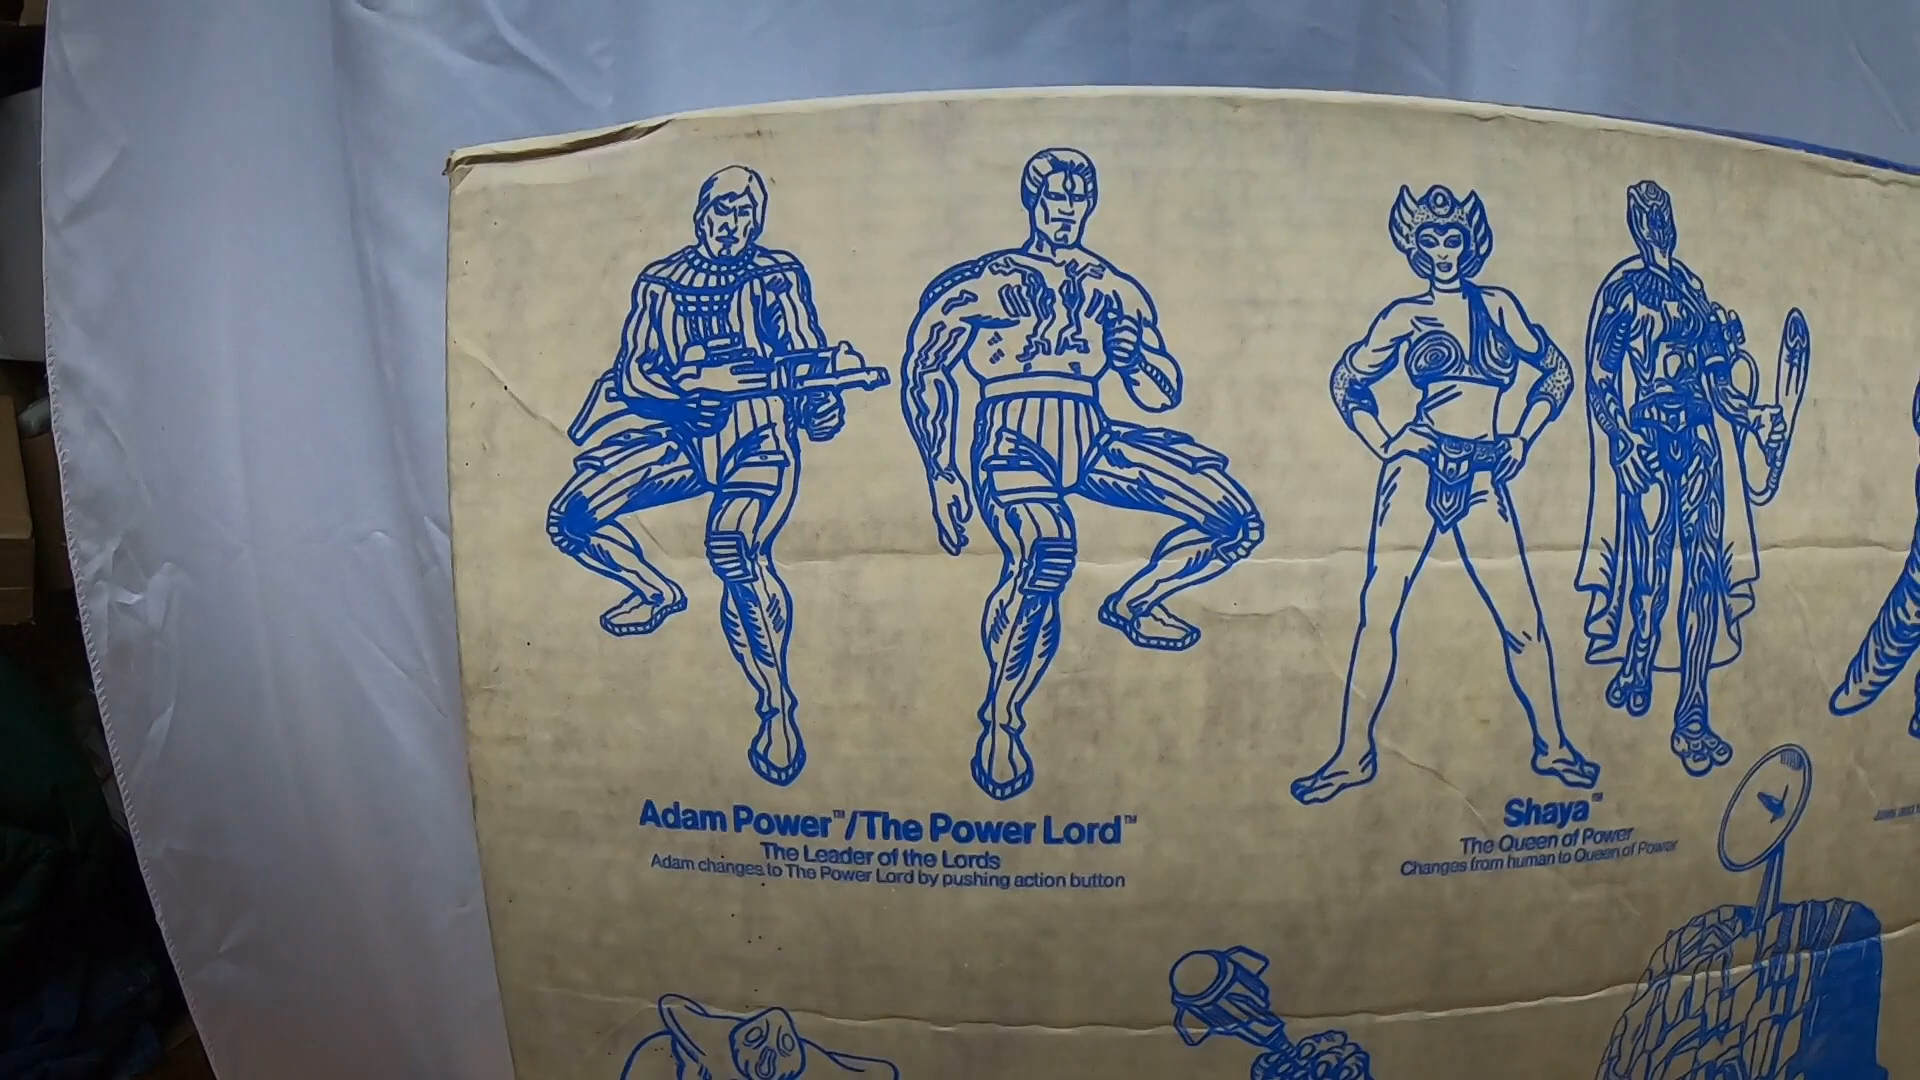 Adam Power™/The Power Lord™
The Leader of the Lords
Adam changes to The Power Lord by pushing action button
Shaya™
The Queen of Power
Changes from human to Queen of Power